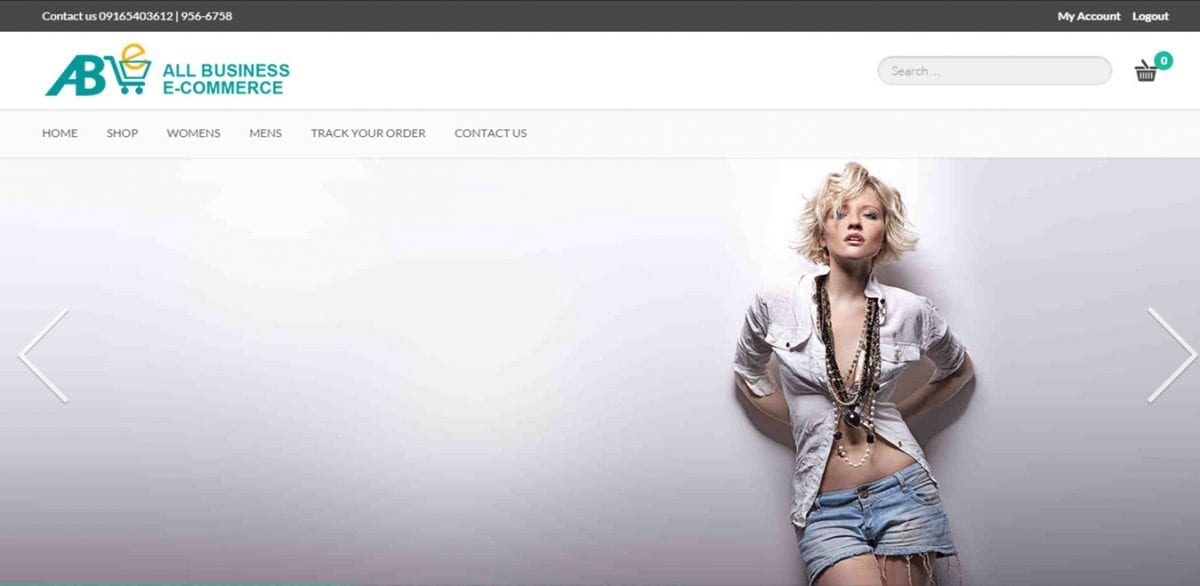 Contact us 09165403612 | 956-6758
My Account Logout
ABe ALL BUSINESS
E-COMMERCE
Search...
0
HOME SHOP WOMENS MENS TRACK YOUR ORDER CONTACT US